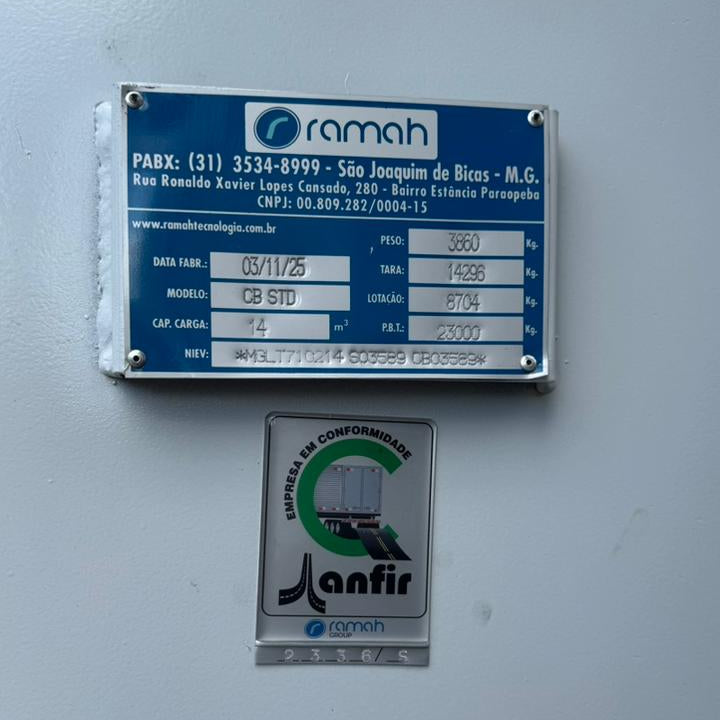 ramah
PABX: (31) 3534-8999 - São Joaquim de Bicas - M.G.
Rua Ronaldo Xavier Lopes Cansado, 280 - Bairro Estância Paraopeba
CNPJ: 00.809.282/0004-15
www.ramahtecnologia.com.br
PESO: 3860 Kg.
DATA FABR.: 03/11/25 TARA: 14296 Kg.
MODELO: CB STD LOTAÇÃO: 8704 Kg.
CAP. CARGA: 14 m³ P.B.T.: 23000 Kg.
NIEV: *MGLT710214 S03589 CB03589*
EMPRESA EM CONFORMIDADE
anfir
ramah
GROUP
2336/S